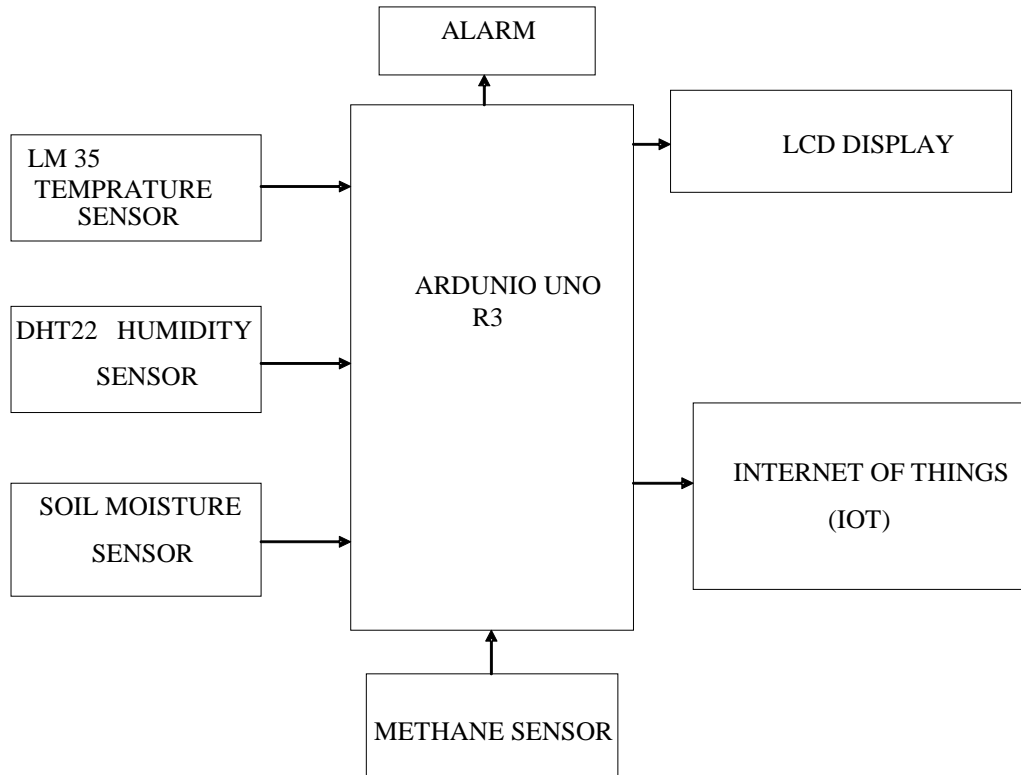 ALARM
LCD DISPLAY
LM 35
TEMPRATURE
SENSOR
ARDUNIO UNO
R3
DHT22 HUMIDITY
SENSOR
INTERNET OF THINGS
(IOT)
SOIL MOISTURE
SENSOR
METHANE SENSOR